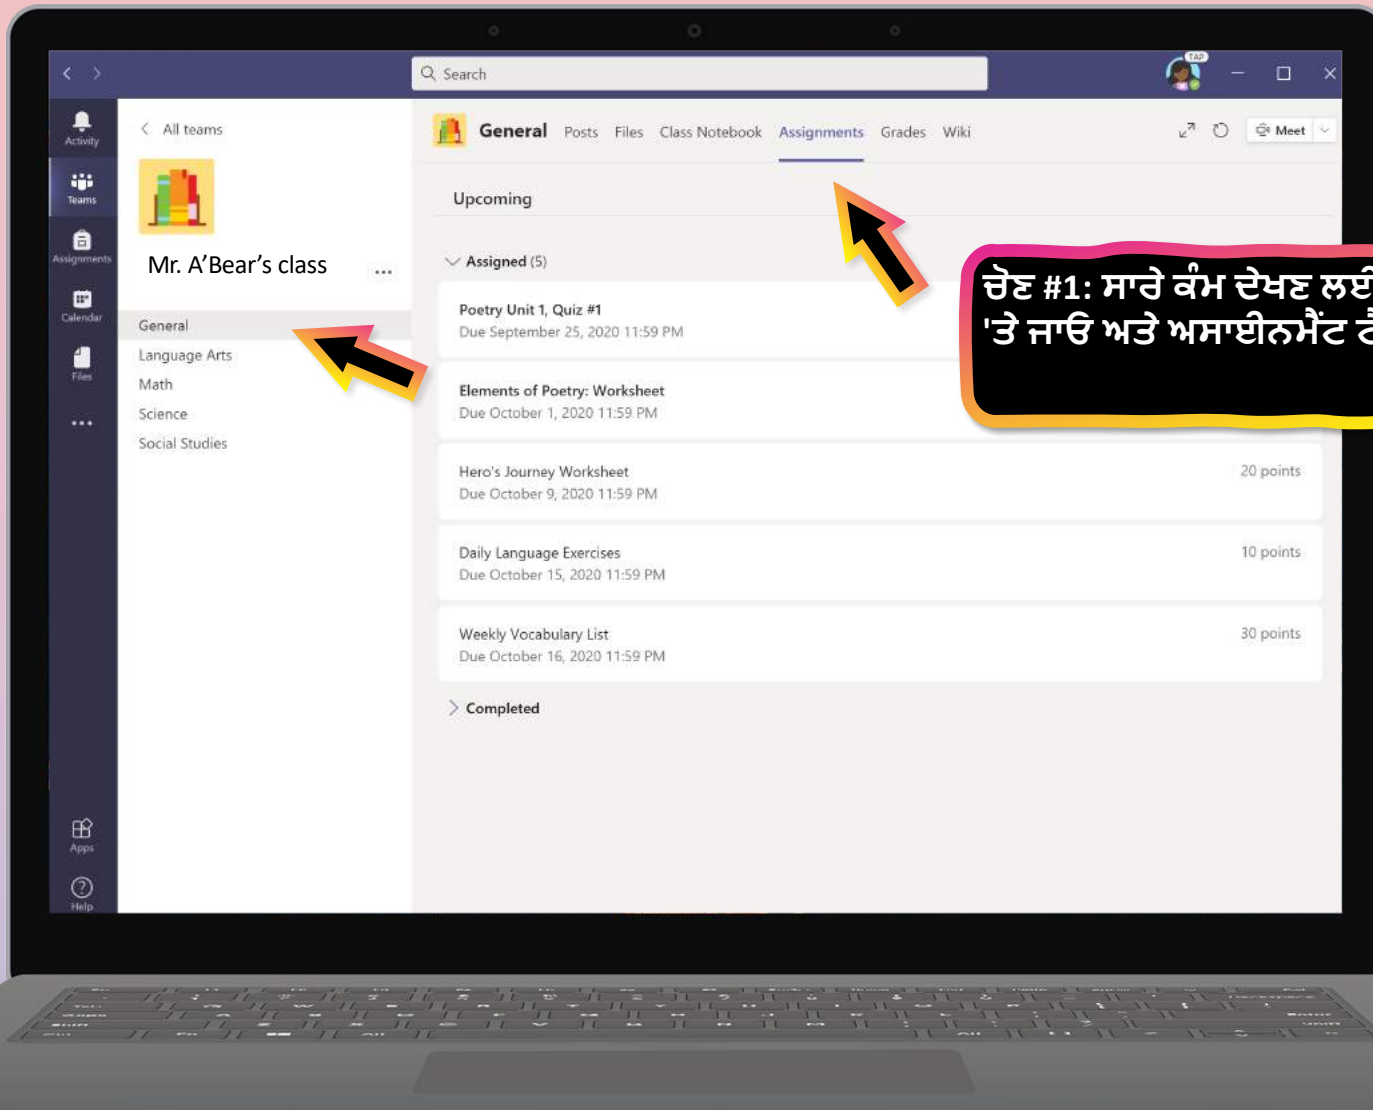 TAP
Search
Activity
Teams
Assignments
Calendar
Files
Apps
Help
All teams
Mr. A'Bear's class
General
Language Arts
Math
Science
Social Studies
General Posts Files Class Notebook Assignments Grades Wiki
Meet
Upcoming
Assigned (5)
Poetry Unit 1, Quiz #1
Due September 25, 2020 11:59 PM
Elements of Poetry: Worksheet
Due October 1, 2020 11:59 PM
Hero's Journey Worksheet
20 points
Due October 9, 2020 11:59 PM
Daily Language Exercises
10 points
Due October 15, 2020 11:59 PM
Weekly Vocabulary List
30 points
Due October 16, 2020 11:59 PM
Completed
ਚੋਣ #1: ਸਾਰੇ ਕੰਮ ਦੇਖਣ ਲਈ
'ਤੇ ਜਾਓ ਅਤੇ ਅਸਾਈਨਮੈਂਟ